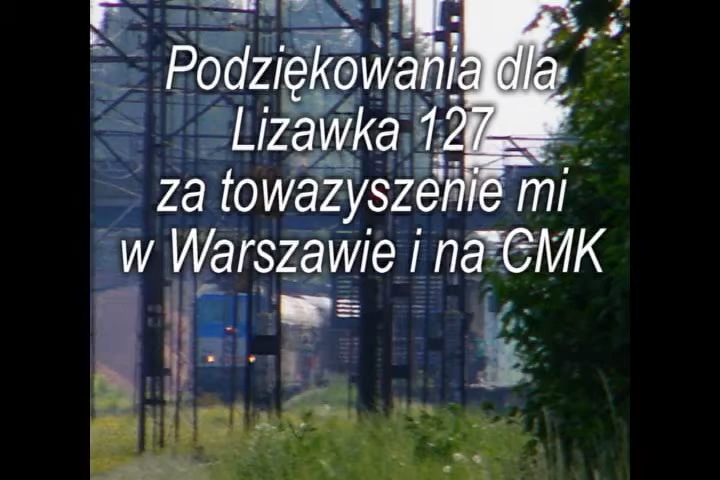 Podziękowania dla
Lizawka 127
za towazyszenie mi
w Warszawie i na CMK